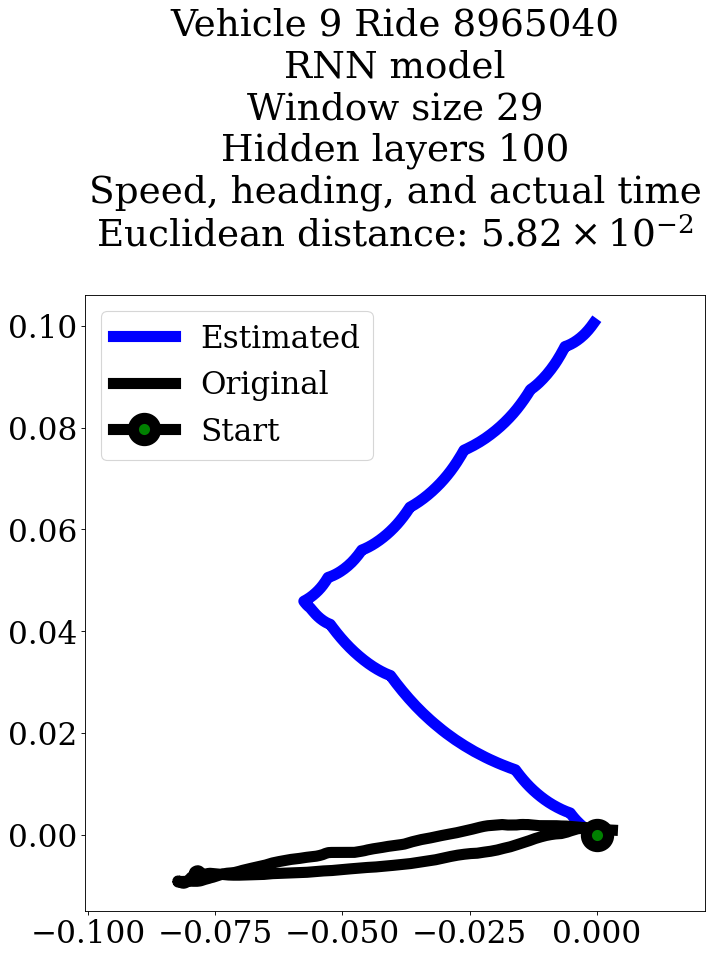 Vehicle 9 Ride 8965040
RNN model
Window size 29
Hidden layers 100
Speed, heading, and actual time
Euclidean distance: 5.82 × 10⁻²
Estimated
Original
Start
0.10
0.08
0.06
0.04
0.02
0.00
−0.100 −0.075 −0.050 −0.025 0.000